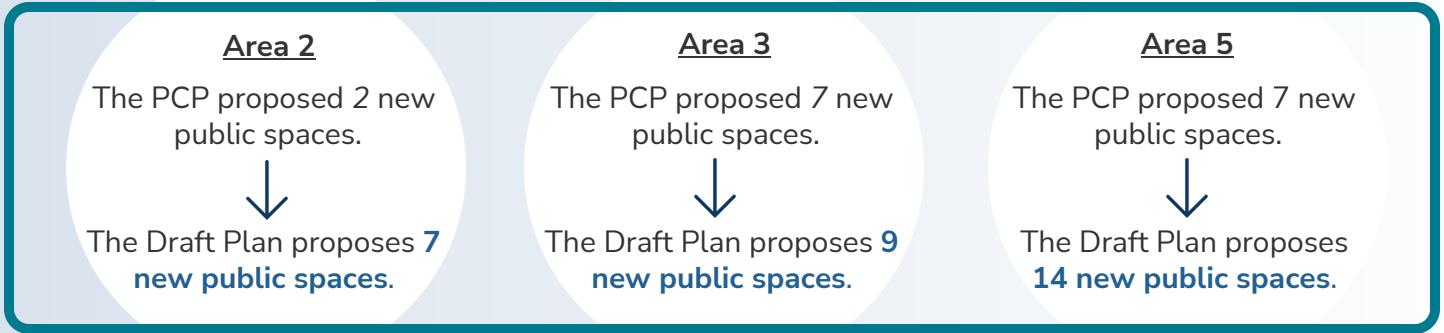 Area 2
The PCP proposed 2 new
public spaces.
The Draft Plan proposes 7
new public spaces.
Area 3
The PCP proposed 7 new
public spaces.
The Draft Plan proposes 9
new public spaces.
Area 5
The PCP proposed 7 new
public spaces.
The Draft Plan proposes
14 new public spaces.